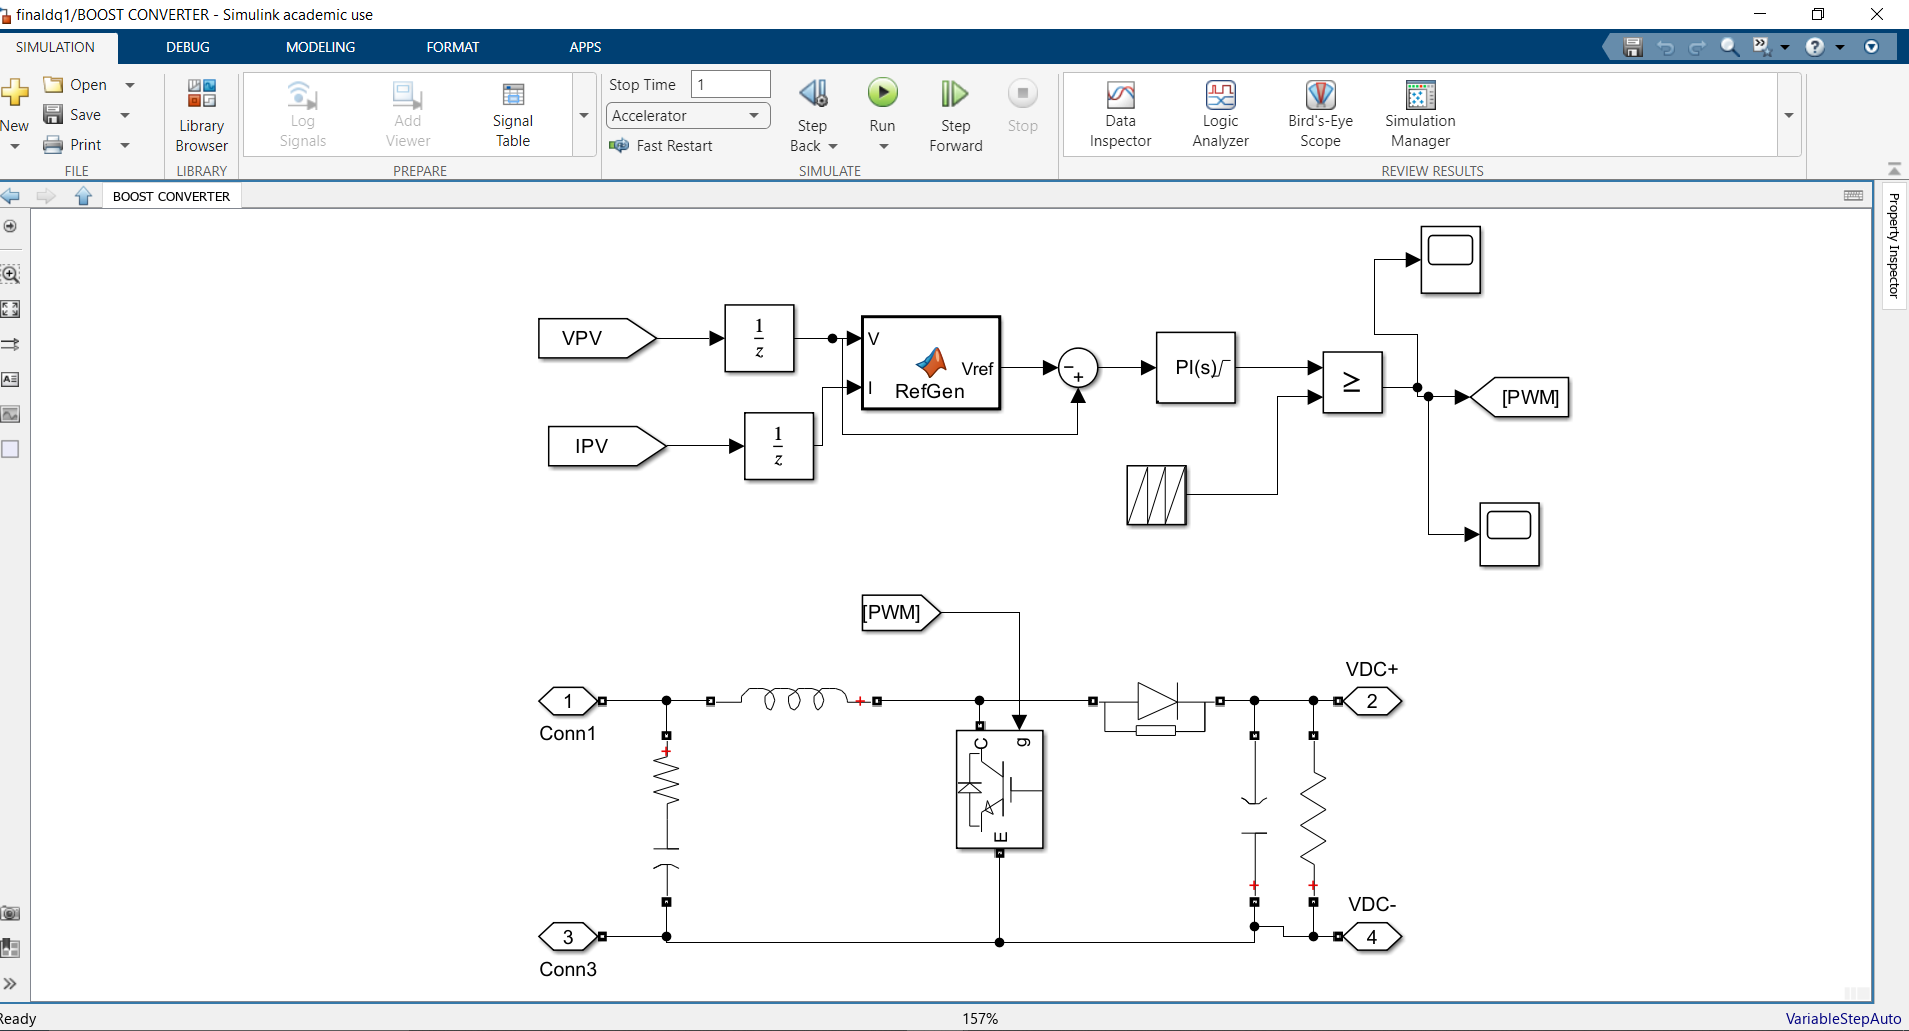 finaldq1/BOOST CONVERTER - Simulink academic use
SIMULATION DEBUG MODELING FORMAT APPS
New
Open
Save
Print
FILE
Library Browser
LIBRARY
Log Signals
Add Viewer
Signal Table
PREPARE
Stop Time 1
Accelerator
Fast Restart
Step Back
Run
Step Forward
Stop
SIMULATE
Data Inspector
Logic Analyzer
Bird's-Eye Scope
Simulation Manager
REVIEW RESULTS
BOOST CONVERTER
Property Inspector
VPV
1
z
V
I
Vref
RefGen
−
+
PI(s)
≥
[PWM]
IPV
1
z
[PWM]
1
Conn1
+
+
C
g
E
VDC+
2
+
+
VDC-
4
3
Conn3
Ready
157%
VariableStepAuto